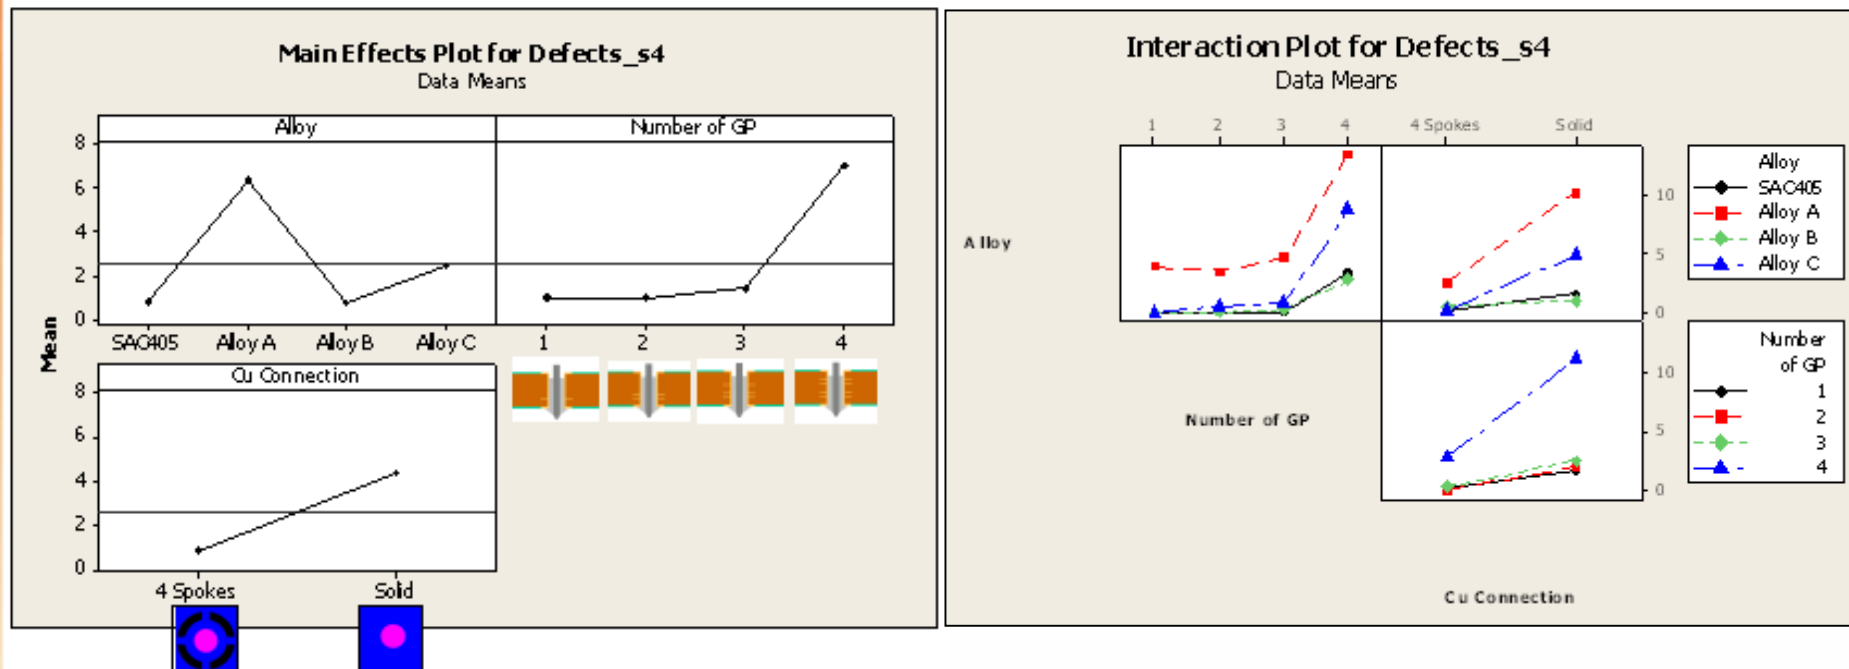 Main Effects Plot for Defects_s4
Data Means
Alloy Number of GP
8
6
4
2
0
SAC405 Alloy A Alloy B Alloy C 1 2 3 4
Mean
Cu Connection
8
6
4
2
0
4 Spokes Solid
Interaction Plot for Defects_s4
Data Means
1 2 3 4 4 Spokes Solid
Alloy
10
5
0
Alloy
SAC405
Alloy A
Alloy B
Alloy C
Number of GP
10
5
0
Number
of GP
1
2
3
4
Cu Connection